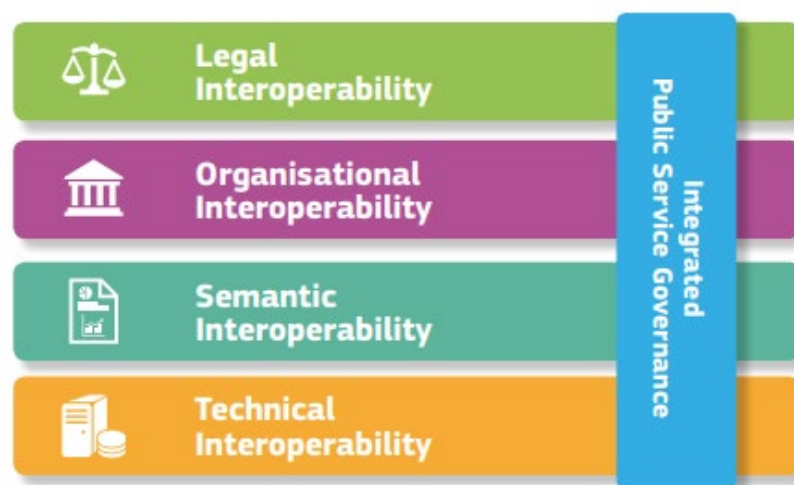 Legal
Interoperability
Organisational
Interoperability
Semantic
Interoperability
Technical
Interoperability
Integrated
Public Service Governance